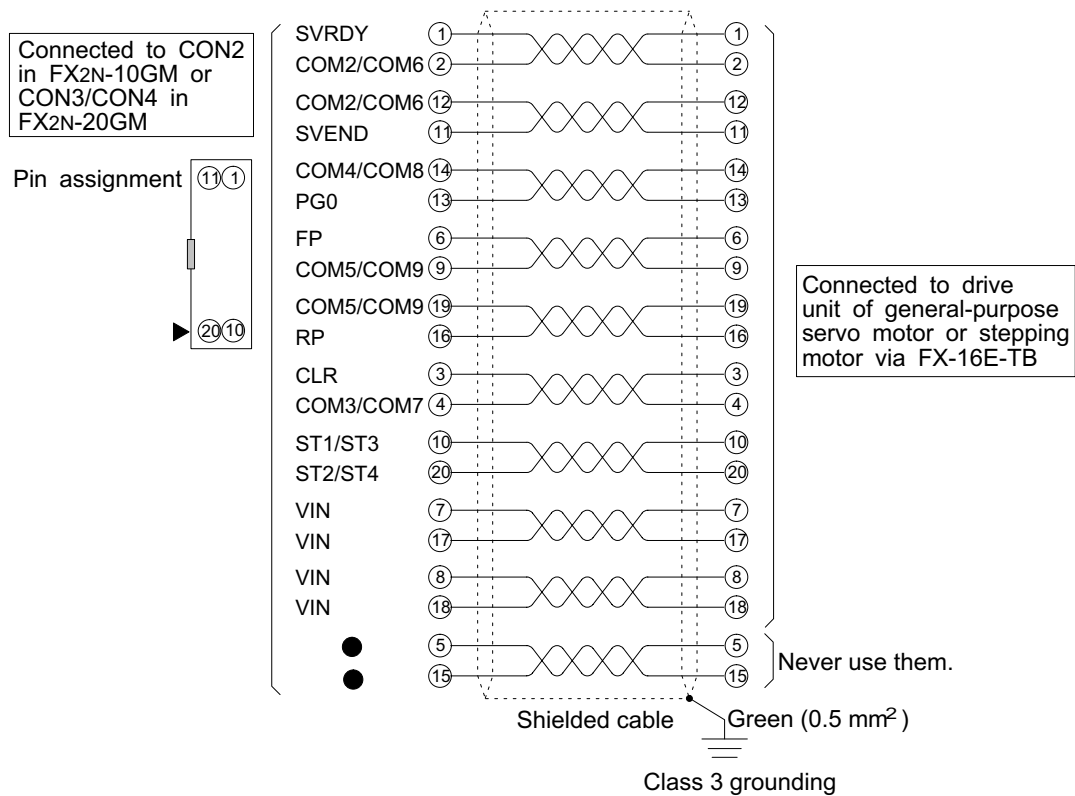 Connected to CON2
in FX2N-10GM or
CON3/CON4 in
FX2N-20GM
Pin assignment
11 1
20 10
SVRDY 1 1
COM2/COM6 2 2
COM2/COM6 12 12
SVEND 11 11
COM4/COM8 14 14
PG0 13 13
FP 6 6
COM5/COM9 9 9
COM5/COM9 19 19
RP 16 16
CLR 3 3
COM3/COM7 4 4
ST1/ST3 10 10
ST2/ST4 20 20
VIN 7 7
VIN 17 17
VIN 8 8
VIN 18 18
5 5
15 15
Connected to drive
unit of general-purpose
servo motor or stepping
motor via FX-16E-TB
Never use them.
Shielded cable
Green (0.5 mm²)
Class 3 grounding